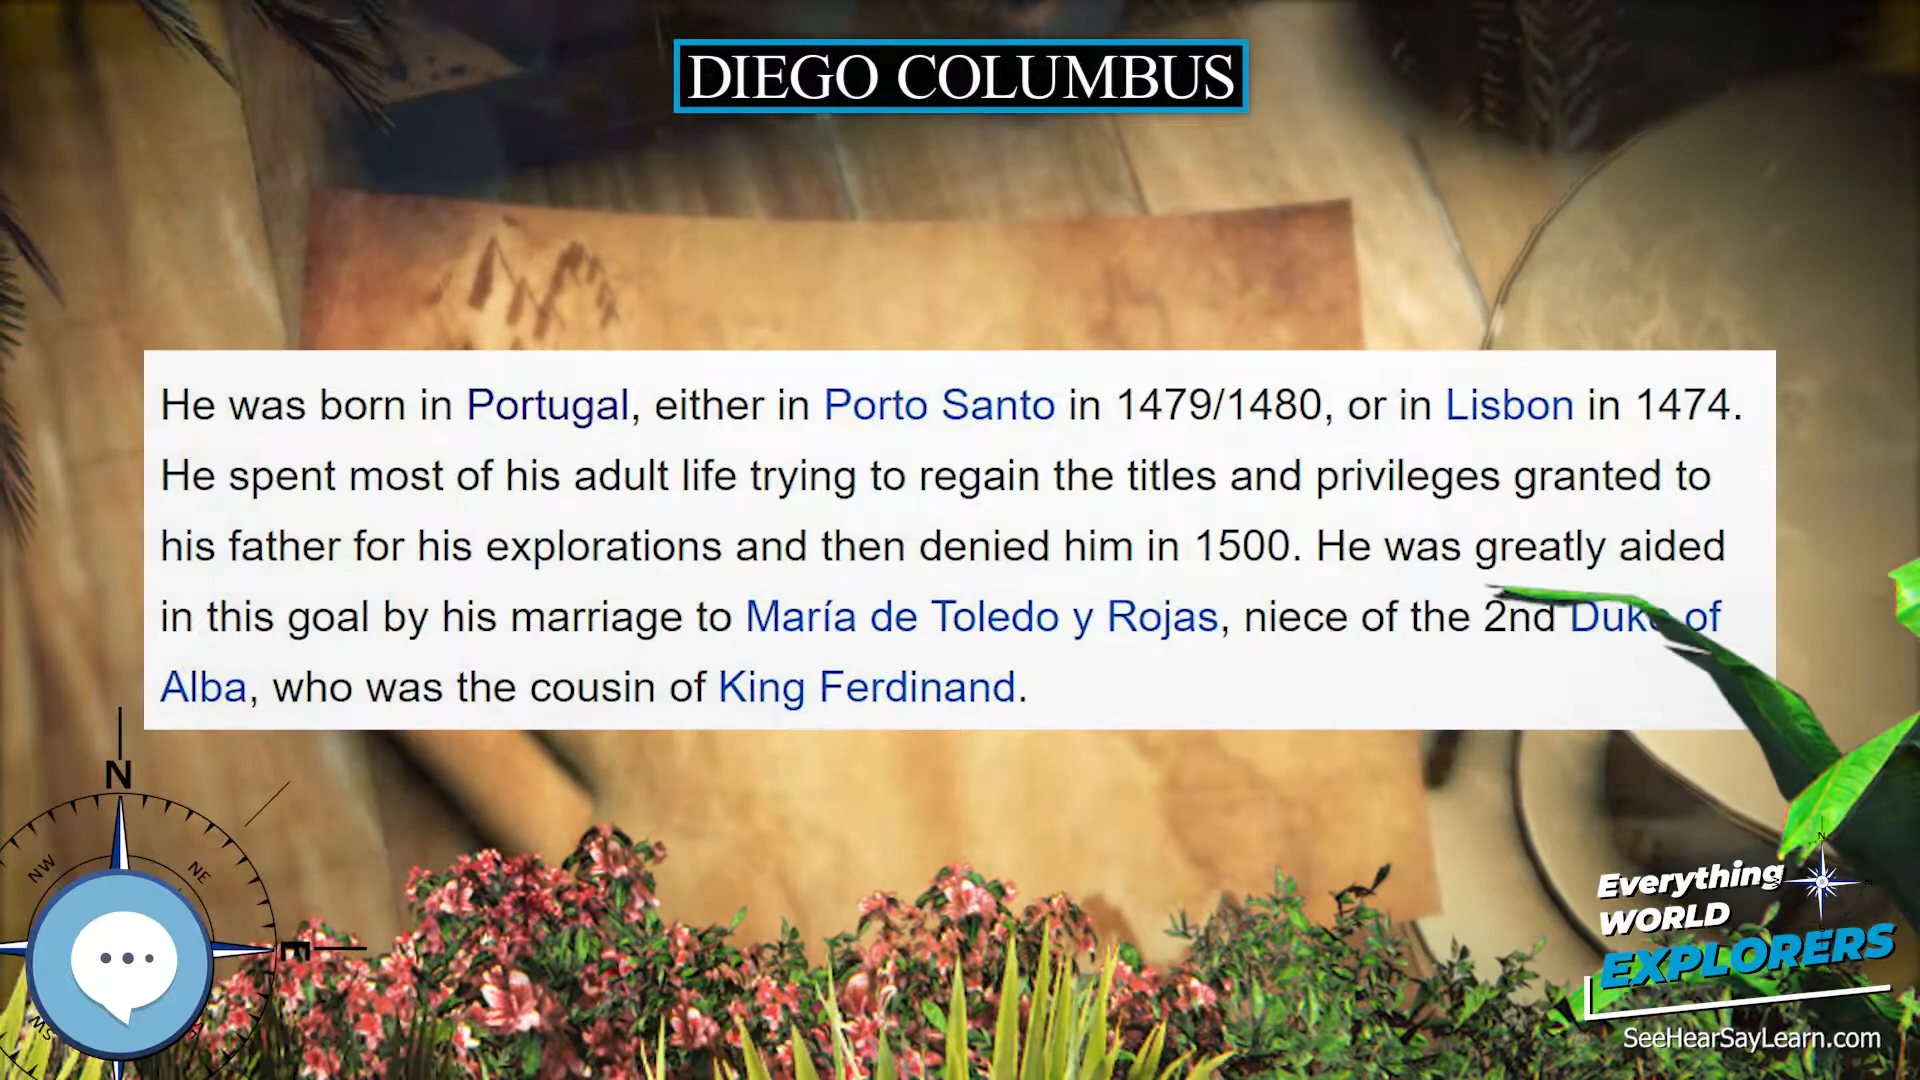 DIEGO COLUMBUS
He was born in Portugal, either in Porto Santo in 1479/1480, or in Lisbon in 1474.
He spent most of his adult life trying to regain the titles and privileges granted to
his father for his explorations and then denied him in 1500. He was greatly aided
in this goal by his marriage to María de Toledo y Rojas, niece of the 2nd Duke of
Alba, who was the cousin of King Ferdinand.
N
NW
NE
E
Everything
WORLD
EXPLORERS
SeeHearSayLearn.com